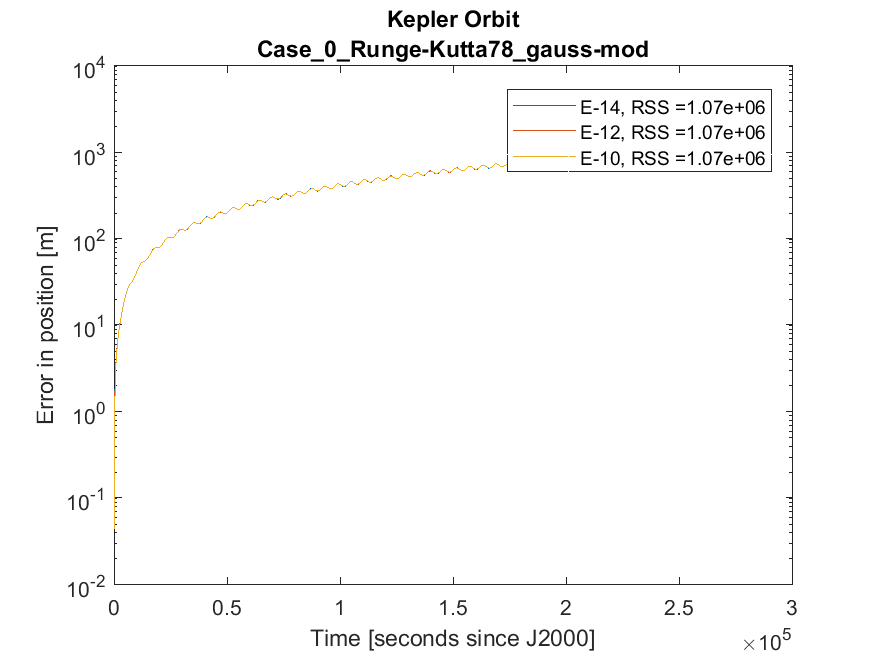 Kepler Orbit
Case_0_Runge-Kutta78_gauss-mod
10^4
10^3
10^2
10^1
10^0
10^-1
10^-2
Error in position [m]
E-14, RSS =1.07e+06
E-12, RSS =1.07e+06
E-10, RSS =1.07e+06
0 0.5 1 1.5 2 2.5 3
Time [seconds since J2000]
×10^5